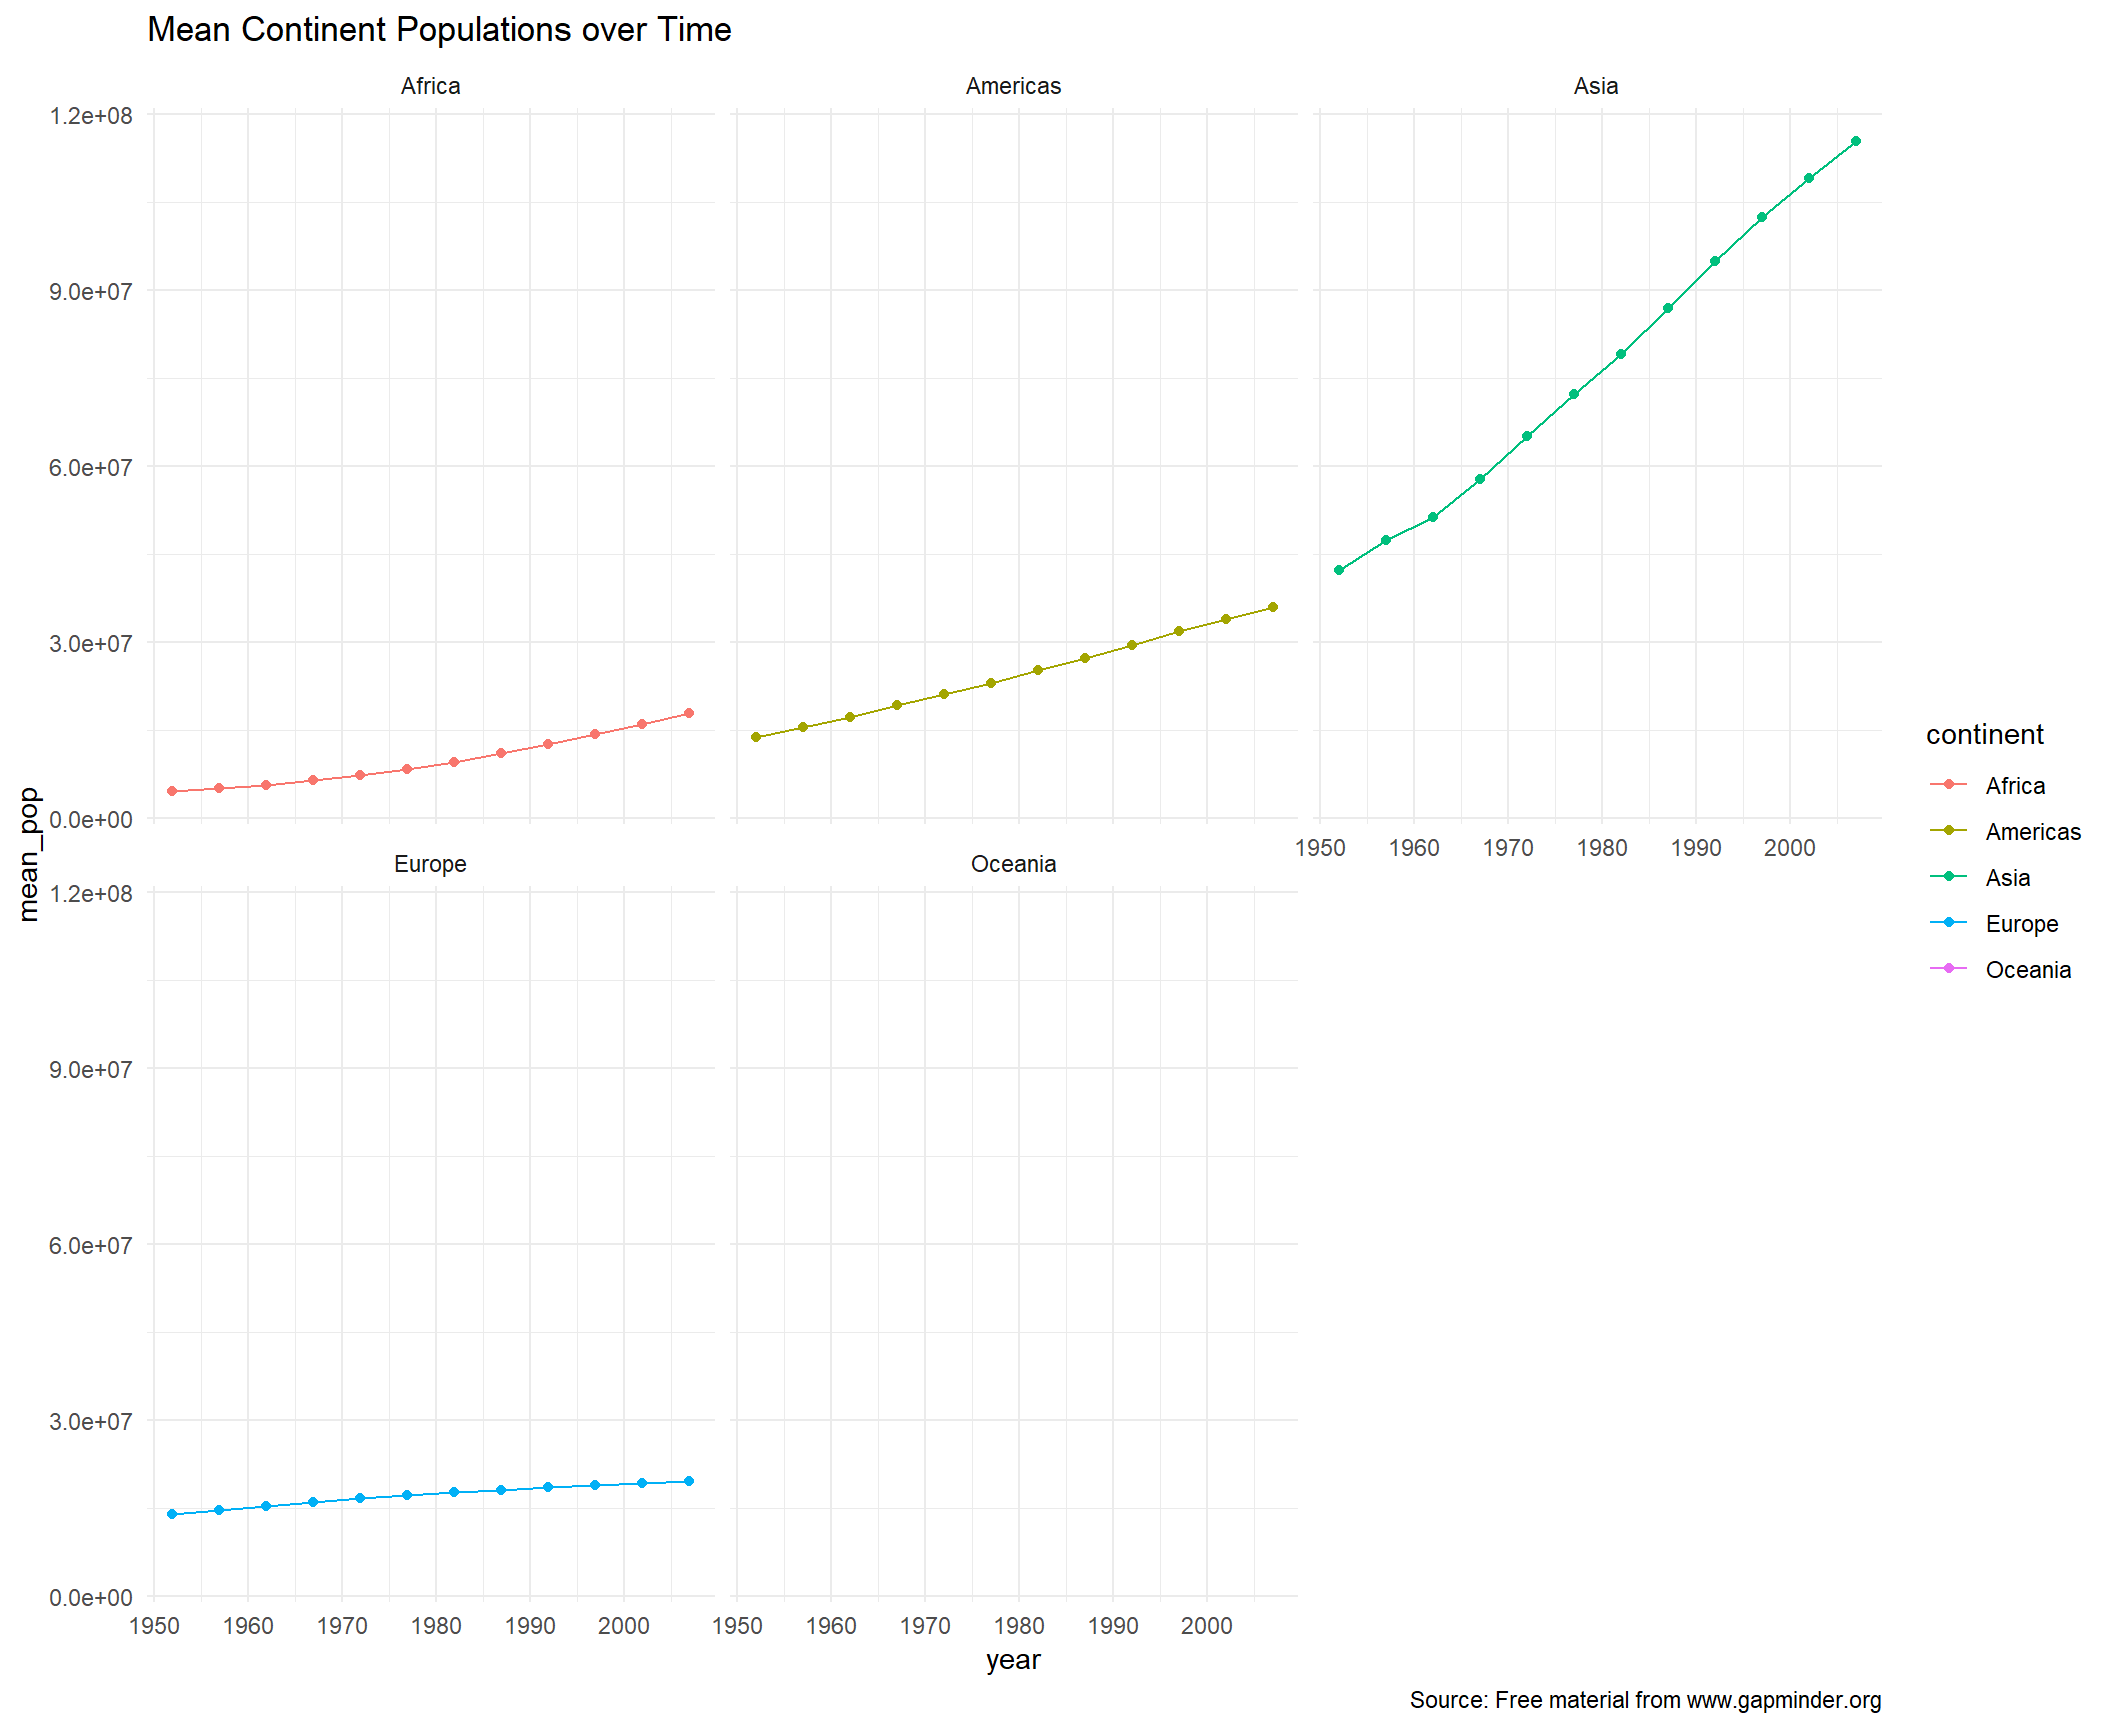 Mean Continent Populations over Time
Africa
Americas
Asia
1.2e+08
9.0e+07
6.0e+07
3.0e+07
0.0e+00
1950 1960 1970 1980 1990 2000
mean_pop
Europe
Oceania
1.2e+08
9.0e+07
6.0e+07
3.0e+07
0.0e+00
1950 1960 1970 1980 1990 2000
1950 1960 1970 1980 1990 2000
year
continent
Africa
Americas
Asia
Europe
Oceania
Source: Free material from www.gapminder.org